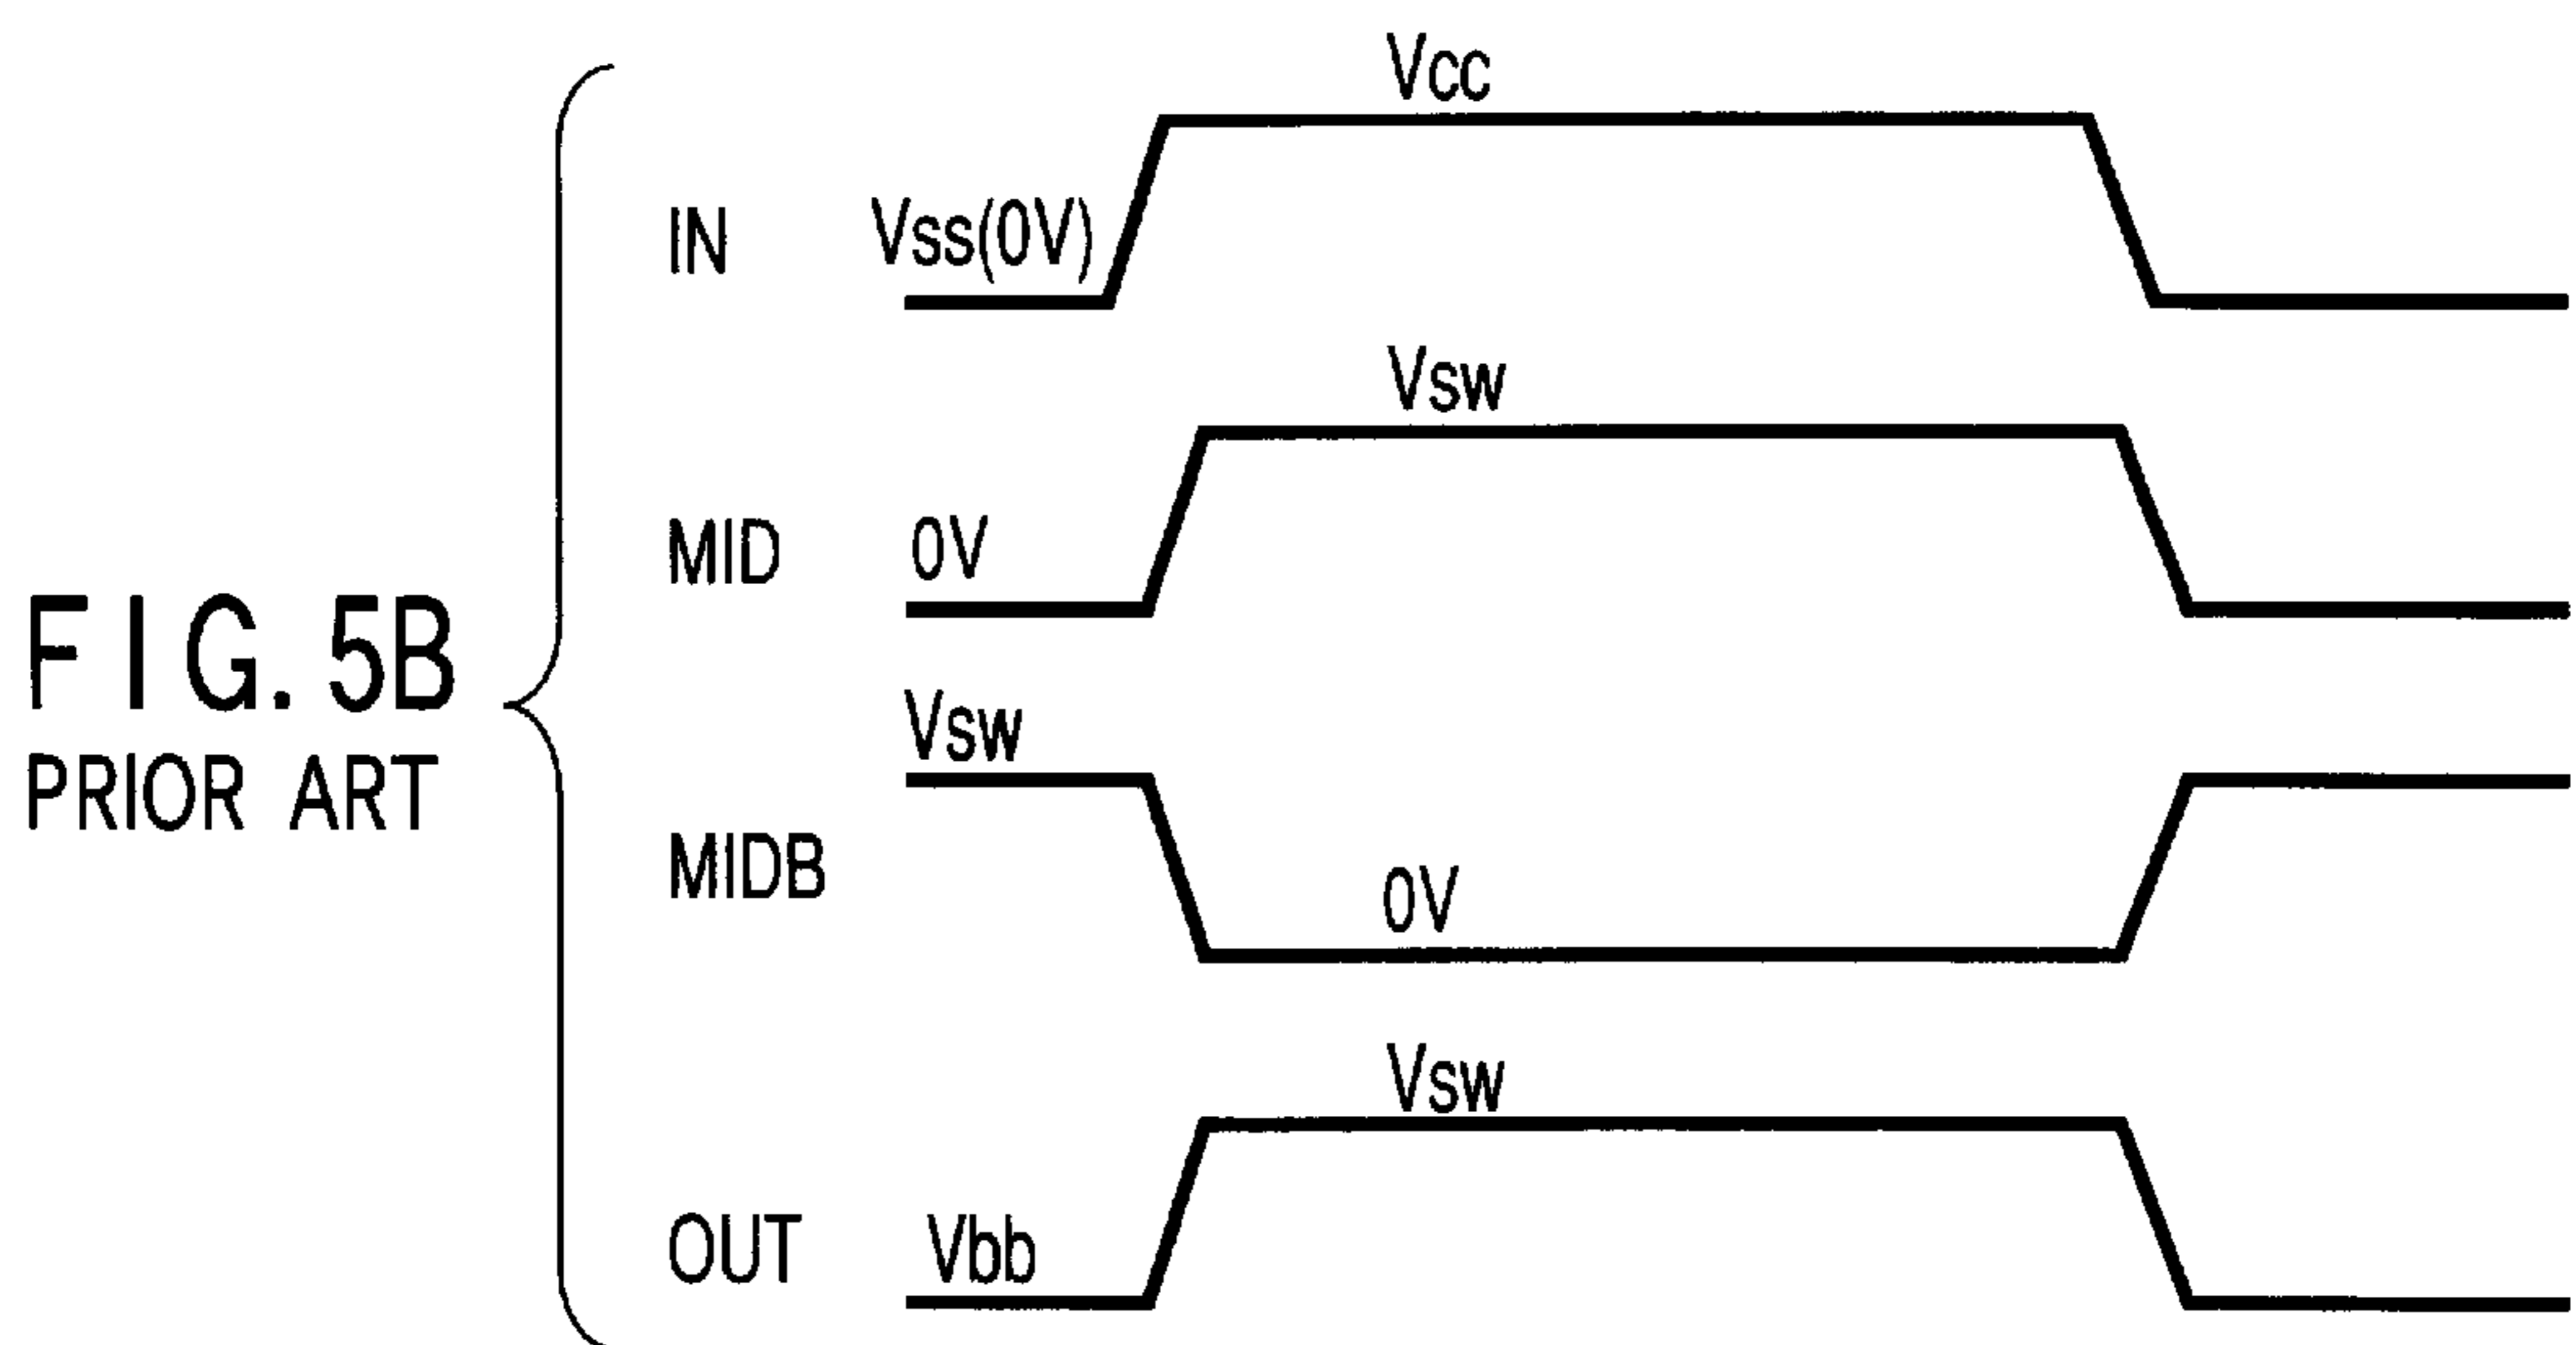 FIG. 5B
PRIOR ART
Vcc
IN Vss(0V)
Vsw
MID 0V
Vsw
MIDB 0V
Vsw
OUT Vbb